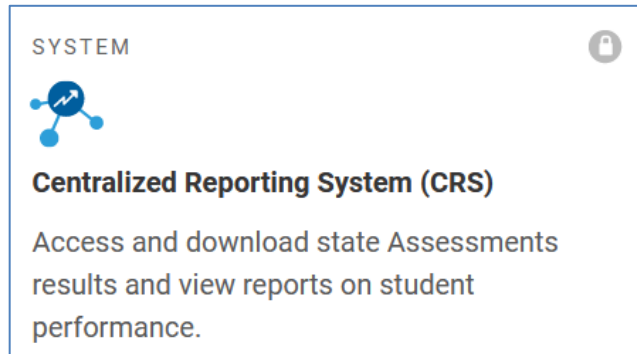 SYSTEM
Centralized Reporting System (CRS)
Access and download state Assessments
results and view reports on student
performance.